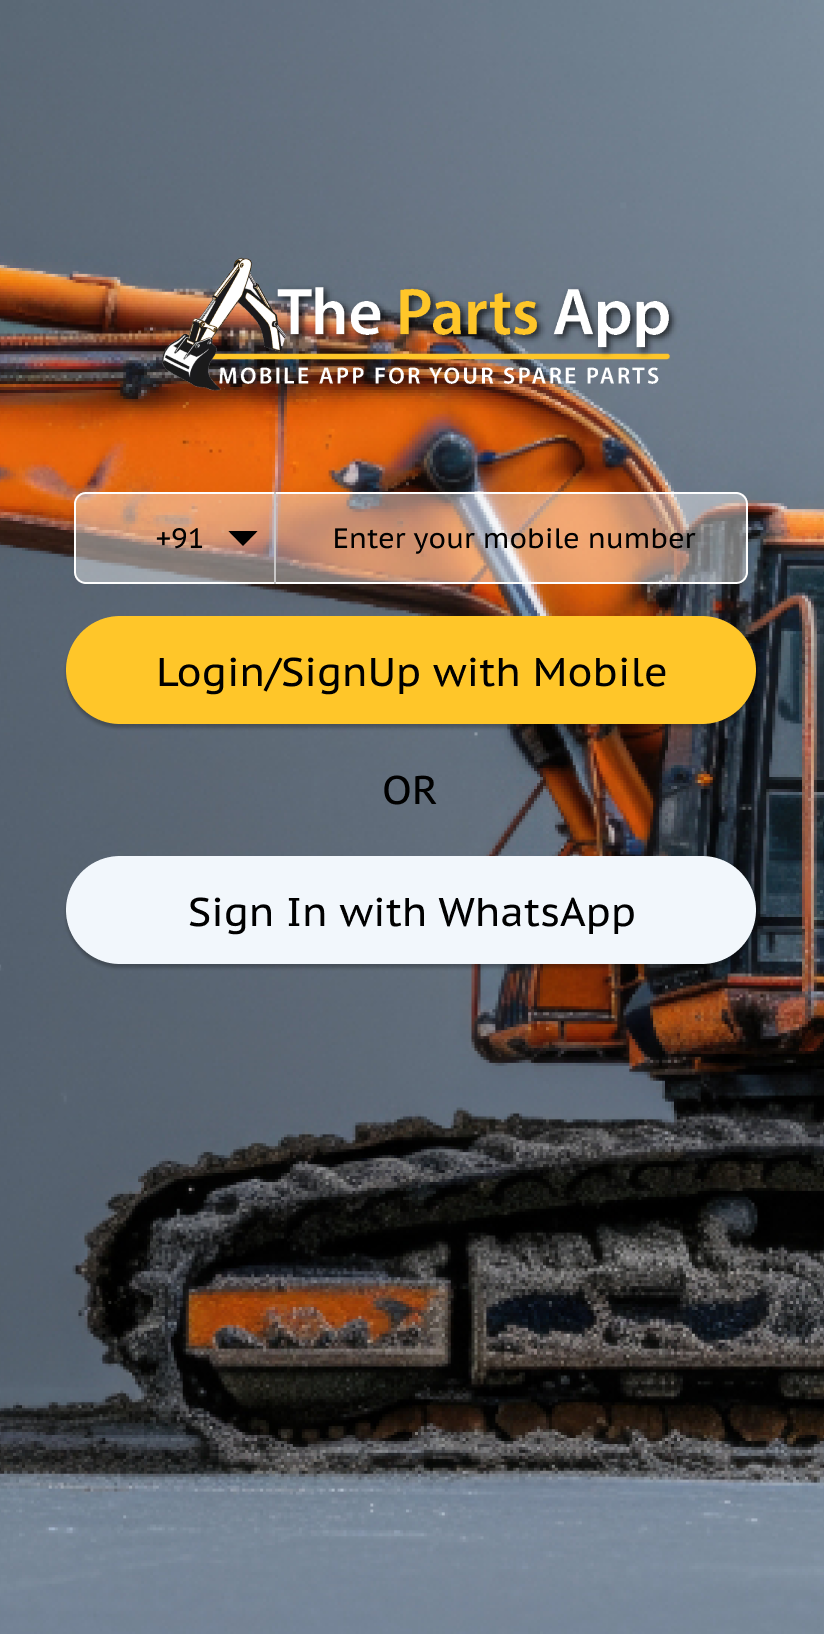 The Parts App
MOBILE APP FOR YOUR SPARE PARTS
+91
Enter your mobile number
Login/SignUp with Mobile
OR
Sign In with WhatsApp